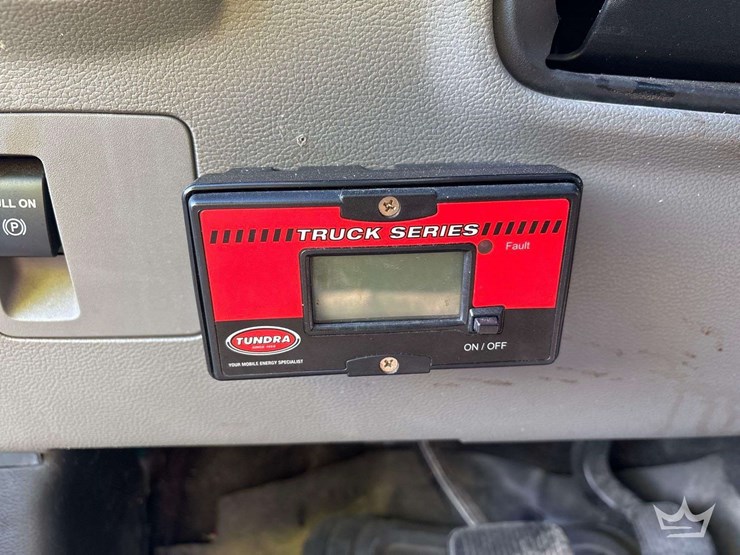 ULL ON
(P)
TRUCK SERIES
Fault
TUNDRA
YOUR MOBILE ENERGY SPECIALIST
ON / OFF